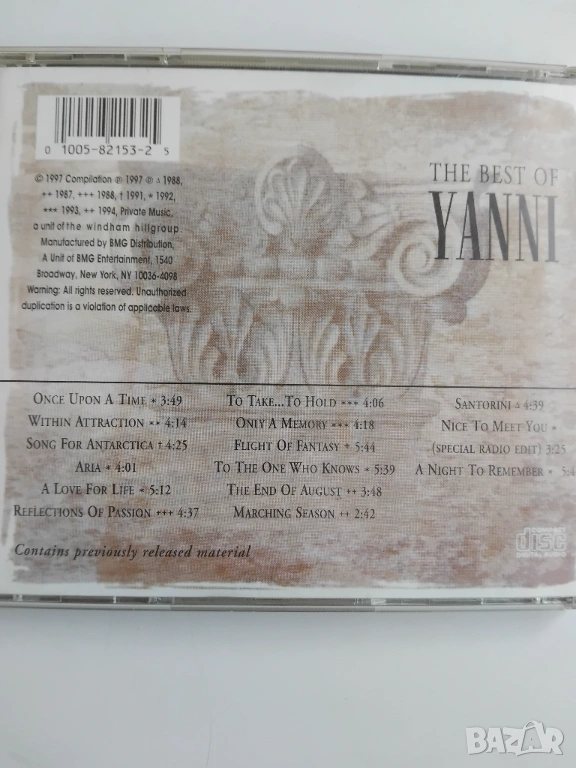 0 1005-82153-2 5
© 1997 Compilation ℗ 1997 ℗ △ 1988,
++ 1987, +++ 1988, † 1991, * 1992,
*** 1993, ++ 1994, Private Music,
a unit of the windham hill group.
Manufactured by BMG Distribution,
A Unit of BMG Entertainment, 1540
Broadway, New York, NY 10036-4098
Warning: All rights reserved. Unauthorized
duplication is a violation of applicable laws.
THE BEST OF
YANNI
ONCE UPON A TIME * 3:49
WITHIN ATTRACTION ** 4:14
SONG FOR ANTARCTICA † 4:25
ARIA * 4:01
A LOVE FOR LIFE * 5:12
REFLECTIONS OF PASSION +++ 4:37
TO TAKE...TO HOLD *** 4:06
ONLY A MEMORY *** 4:18
FLIGHT OF FANTASY * 5:44
TO THE ONE WHO KNOWS * 5:39
THE END OF AUGUST ++ 3:48
MARCHING SEASON ++ 2:42
SANTORINI △ 4:39
NICE TO MEET YOU *
(SPECIAL RADIO EDIT) 3:25
A NIGHT TO REMEMBER *
Contains previously released material
COMPACT
disc
DIGITAL AUDIO
BAZAR